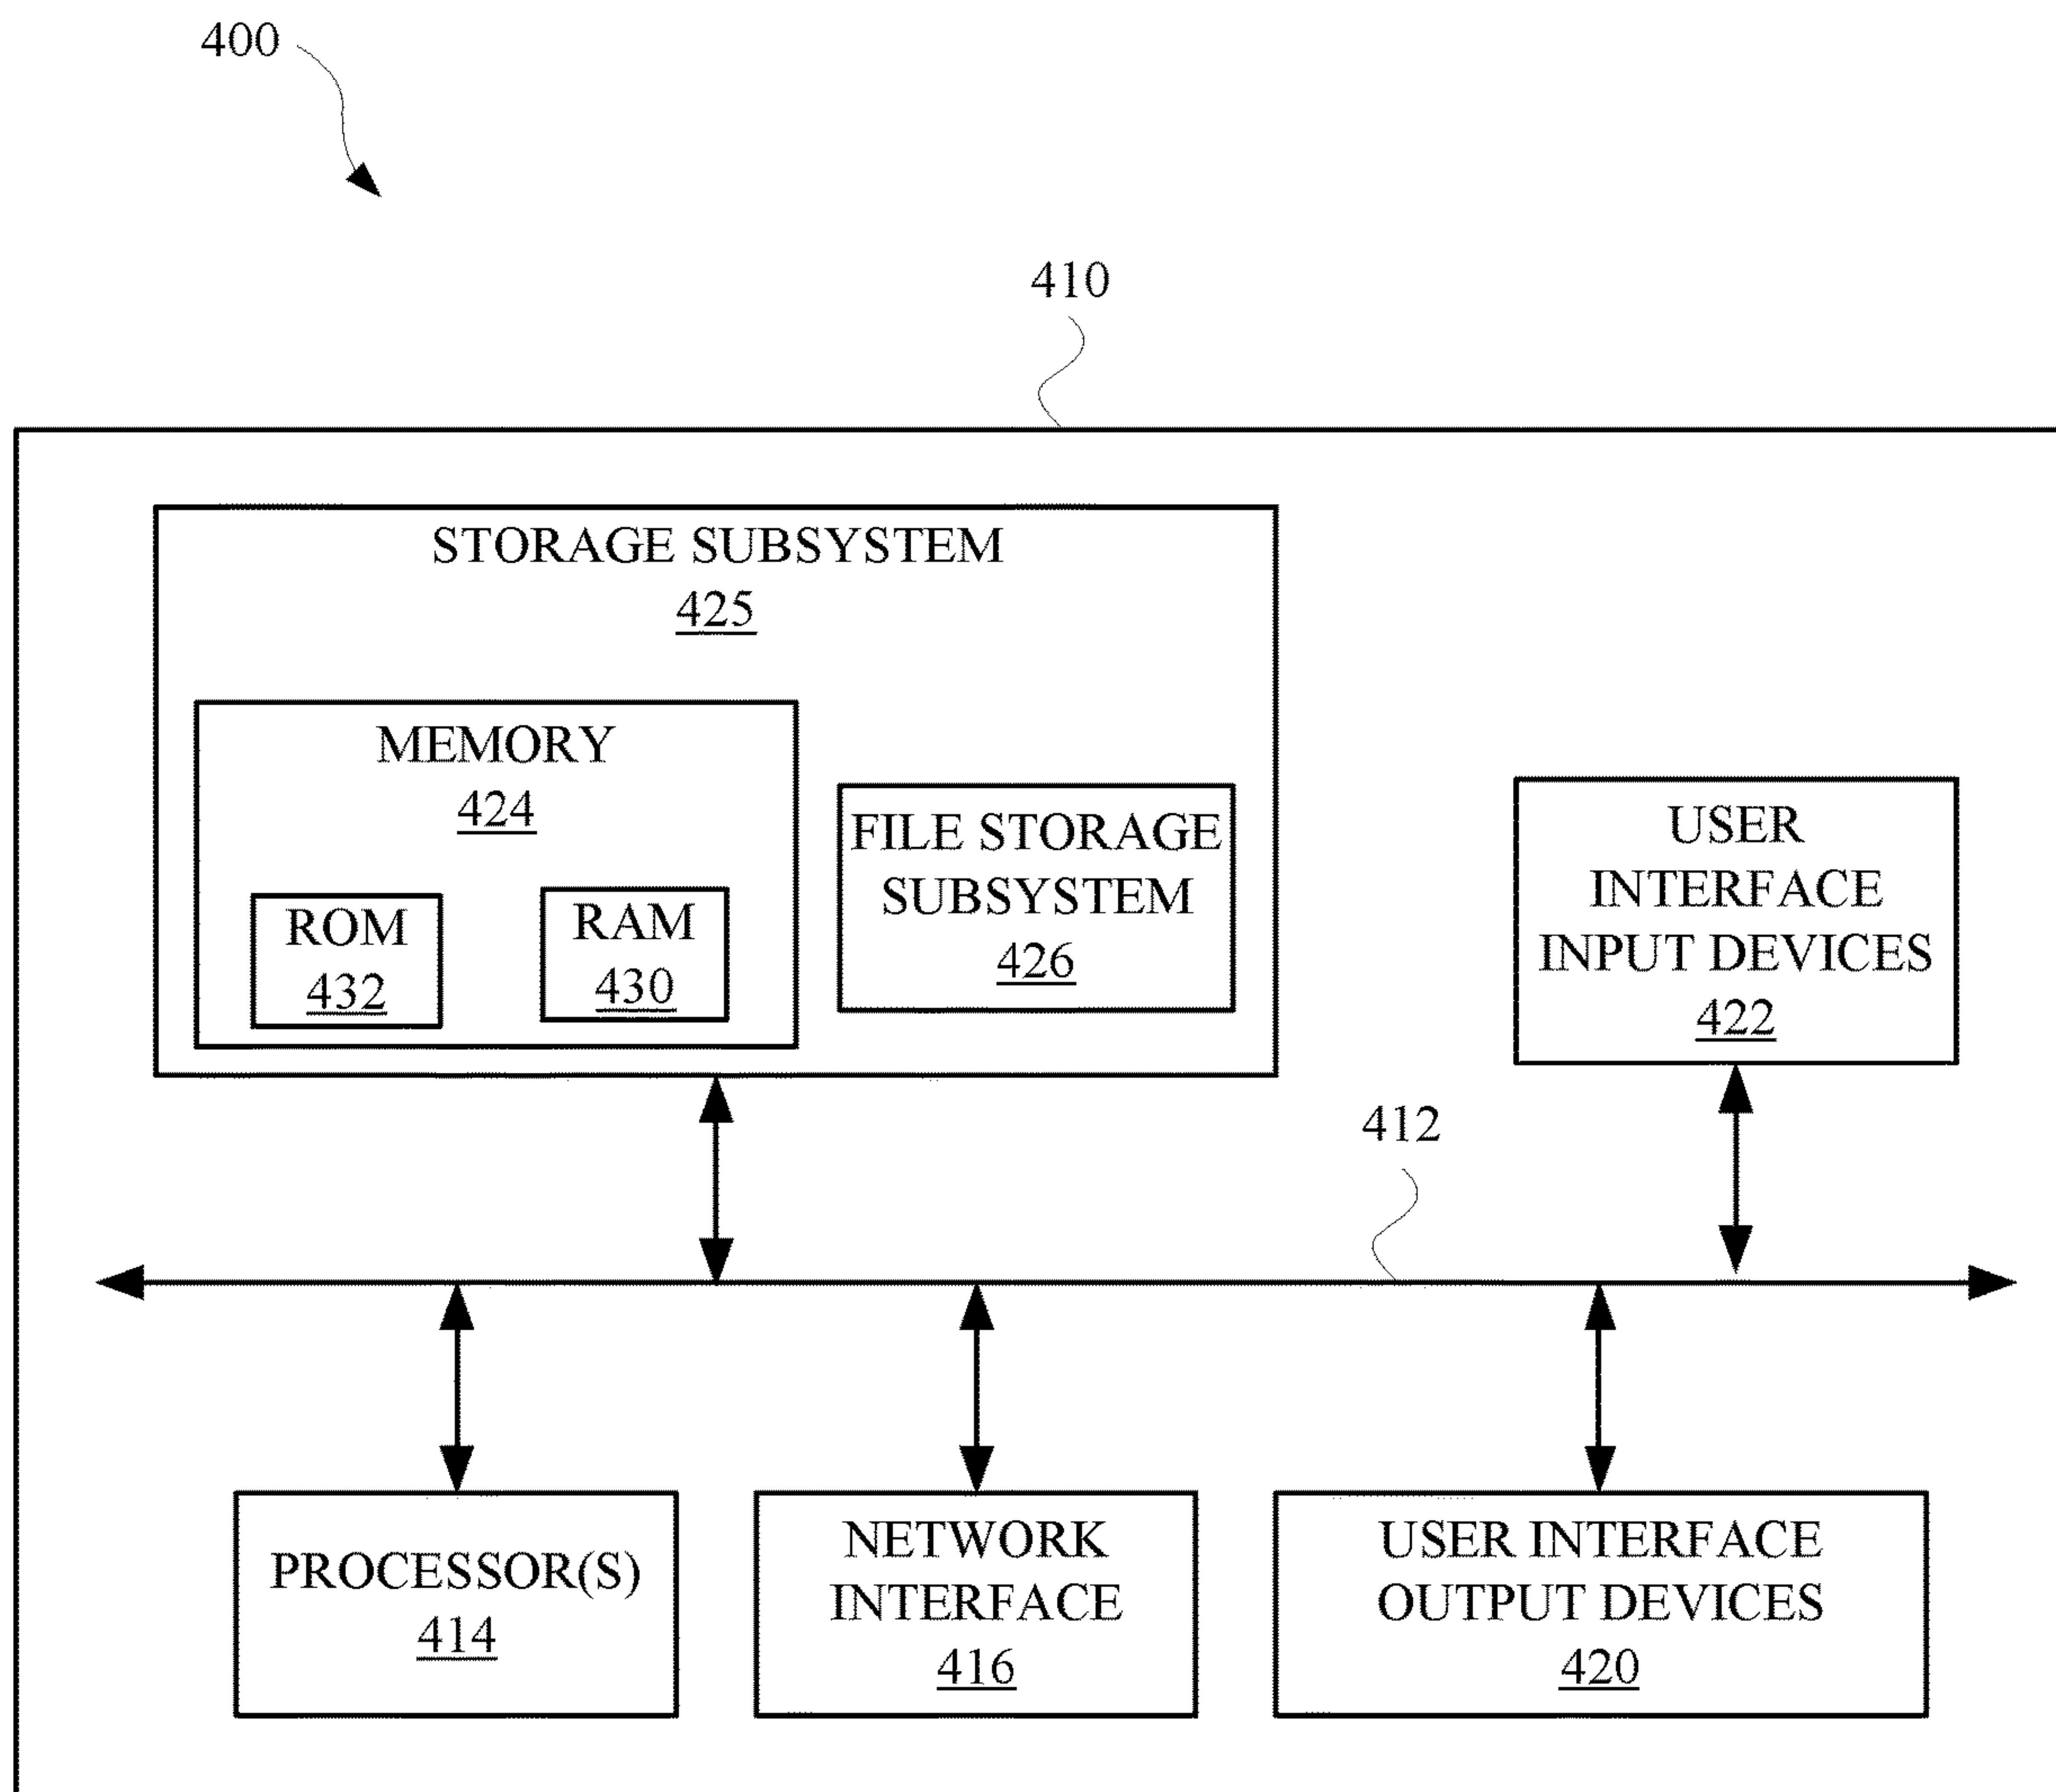 400
410
STORAGE SUBSYSTEM
425
MEMORY
424
ROM
432
RAM
430
FILE STORAGE
SUBSYSTEM
426
USER
INTERFACE
INPUT DEVICES
422
412
PROCESSOR(S)
414
NETWORK
INTERFACE
416
USER INTERFACE
OUTPUT DEVICES
420